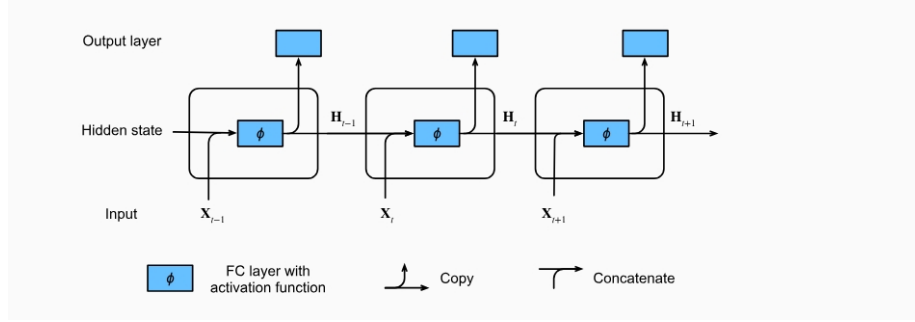 Output layer
Hidden state ϕ H_{t–1} ϕ H_t ϕ H_{t+1}
Input X_{t–1} X_t X_{t+1}
ϕ FC layer with
activation function
Copy
Concatenate